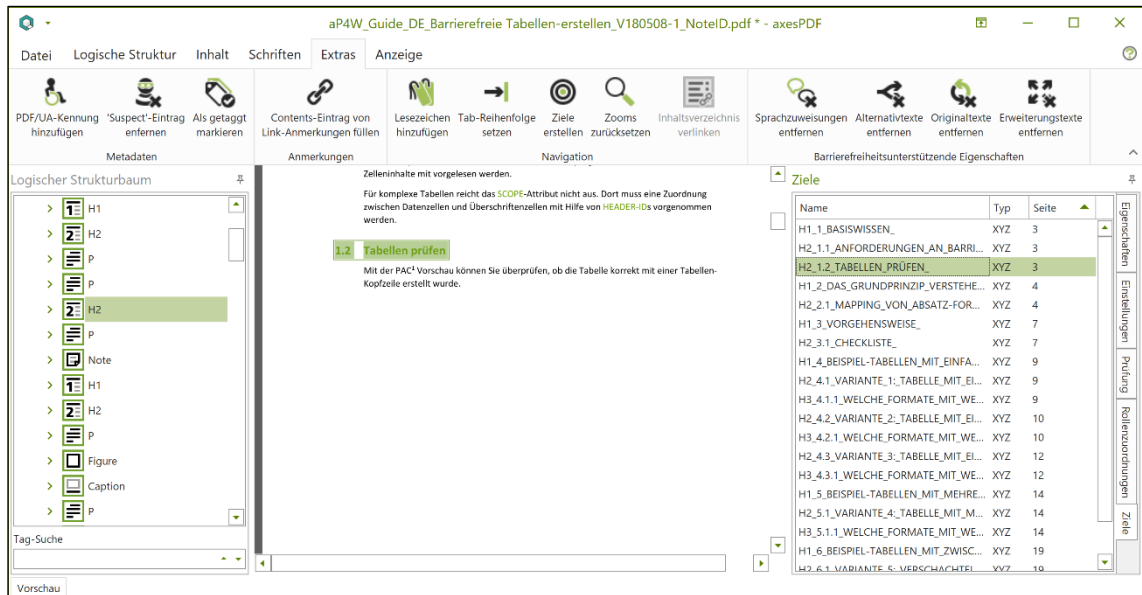 aP4W_Guide_DE_Barrierefreie Tabellen-erstellen_V180508-1_NoteID.pdf * - axesPDF
Datei Logische Struktur Inhalt Schriften Extras Anzeige
PDF/UA-Kennung hinzufügen
'Suspect'-Eintrag entfernen
Als getaggt markieren
Metadaten
Contents-Eintrag von Link-Anmerkungen füllen
Anmerkungen
Lesezeichen hinzufügen
Tab-Reihenfolge setzen
Ziele erstellen
Zooms zurücksetzen
Inhaltsverzeichnis verlinken
Navigation
Sprachzuweisungen entfernen
Alternativtexte entfernen
Originaltexte entfernen
Erweiterungstexte entfernen
Barrierefreiheitsunterstützende Eigenschaften
Logischer Strukturbaum
H1
H2
P
P
H2
P
Note
H1
H2
P
Figure
Caption
P
Tag-Suche
Vorschau
Zelleninhalte mit vorgelesen werden.
Für komplexe Tabellen reicht das SCOPE-Attribut nicht aus. Dort muss eine Zuordnung
zwischen Datenzellen und Überschriftenzellen mit Hilfe von HEADER-IDs vorgenommen
werden.
1.2 Tabellen prüfen
Mit der PAC¹ Vorschau können Sie überprüfen, ob die Tabelle korrekt mit einer Tabellen-
Kopfzeile erstellt wurde.
Ziele
Name Typ Seite
H1_1_BASISWISSEN_ XYZ 3
H2_1.1_ANFORDERUNGEN_AN_BARRI... XYZ 3
H2_1.2_TABELLEN_PRÜFEN_ XYZ 3
H1_2_DAS_GRUNDPRINZIP_VERSTEHE... XYZ 4
H2_2.1_MAPPING_VON_ABSATZ-FOR... XYZ 4
H1_3_VORGEHENSWEISE_ XYZ 7
H2_3.1_CHECKLISTE_ XYZ 7
H1_4_BEISPIEL-TABELLEN_MIT_EINFA... XYZ 9
H2_4.1_VARIANTE_1:_TABELLE_MIT_EI... XYZ 9
H3_4.1.1_WELCHE_FORMATE_MIT_WE... XYZ 9
H2_4.2_VARIANTE_2:_TABELLE_MIT_EI... XYZ 10
H3_4.2.1_WELCHE_FORMATE_MIT_WE... XYZ 10
H2_4.3_VARIANTE_3:_TABELLE_MIT_EI... XYZ 12
H3_4.3.1_WELCHE_FORMATE_MIT_WE... XYZ 12
H1_5_BEISPIEL-TABELLEN_MIT_MEHRE... XYZ 14
H2_5.1_VARIANTE_4:_TABELLE_MIT_M... XYZ 14
H3_5.1.1_WELCHE_FORMATE_MIT_WE... XYZ 14
H1_6_BEISPIEL-TABELLEN_MIT_ZWISC... XYZ 19
H2_6.1_VARIANTE_5:_VERSCHACHTEL... XYZ 19
Eigenschaften
Einstellungen
Prüfung
Rollenzuordnungen
Ziele